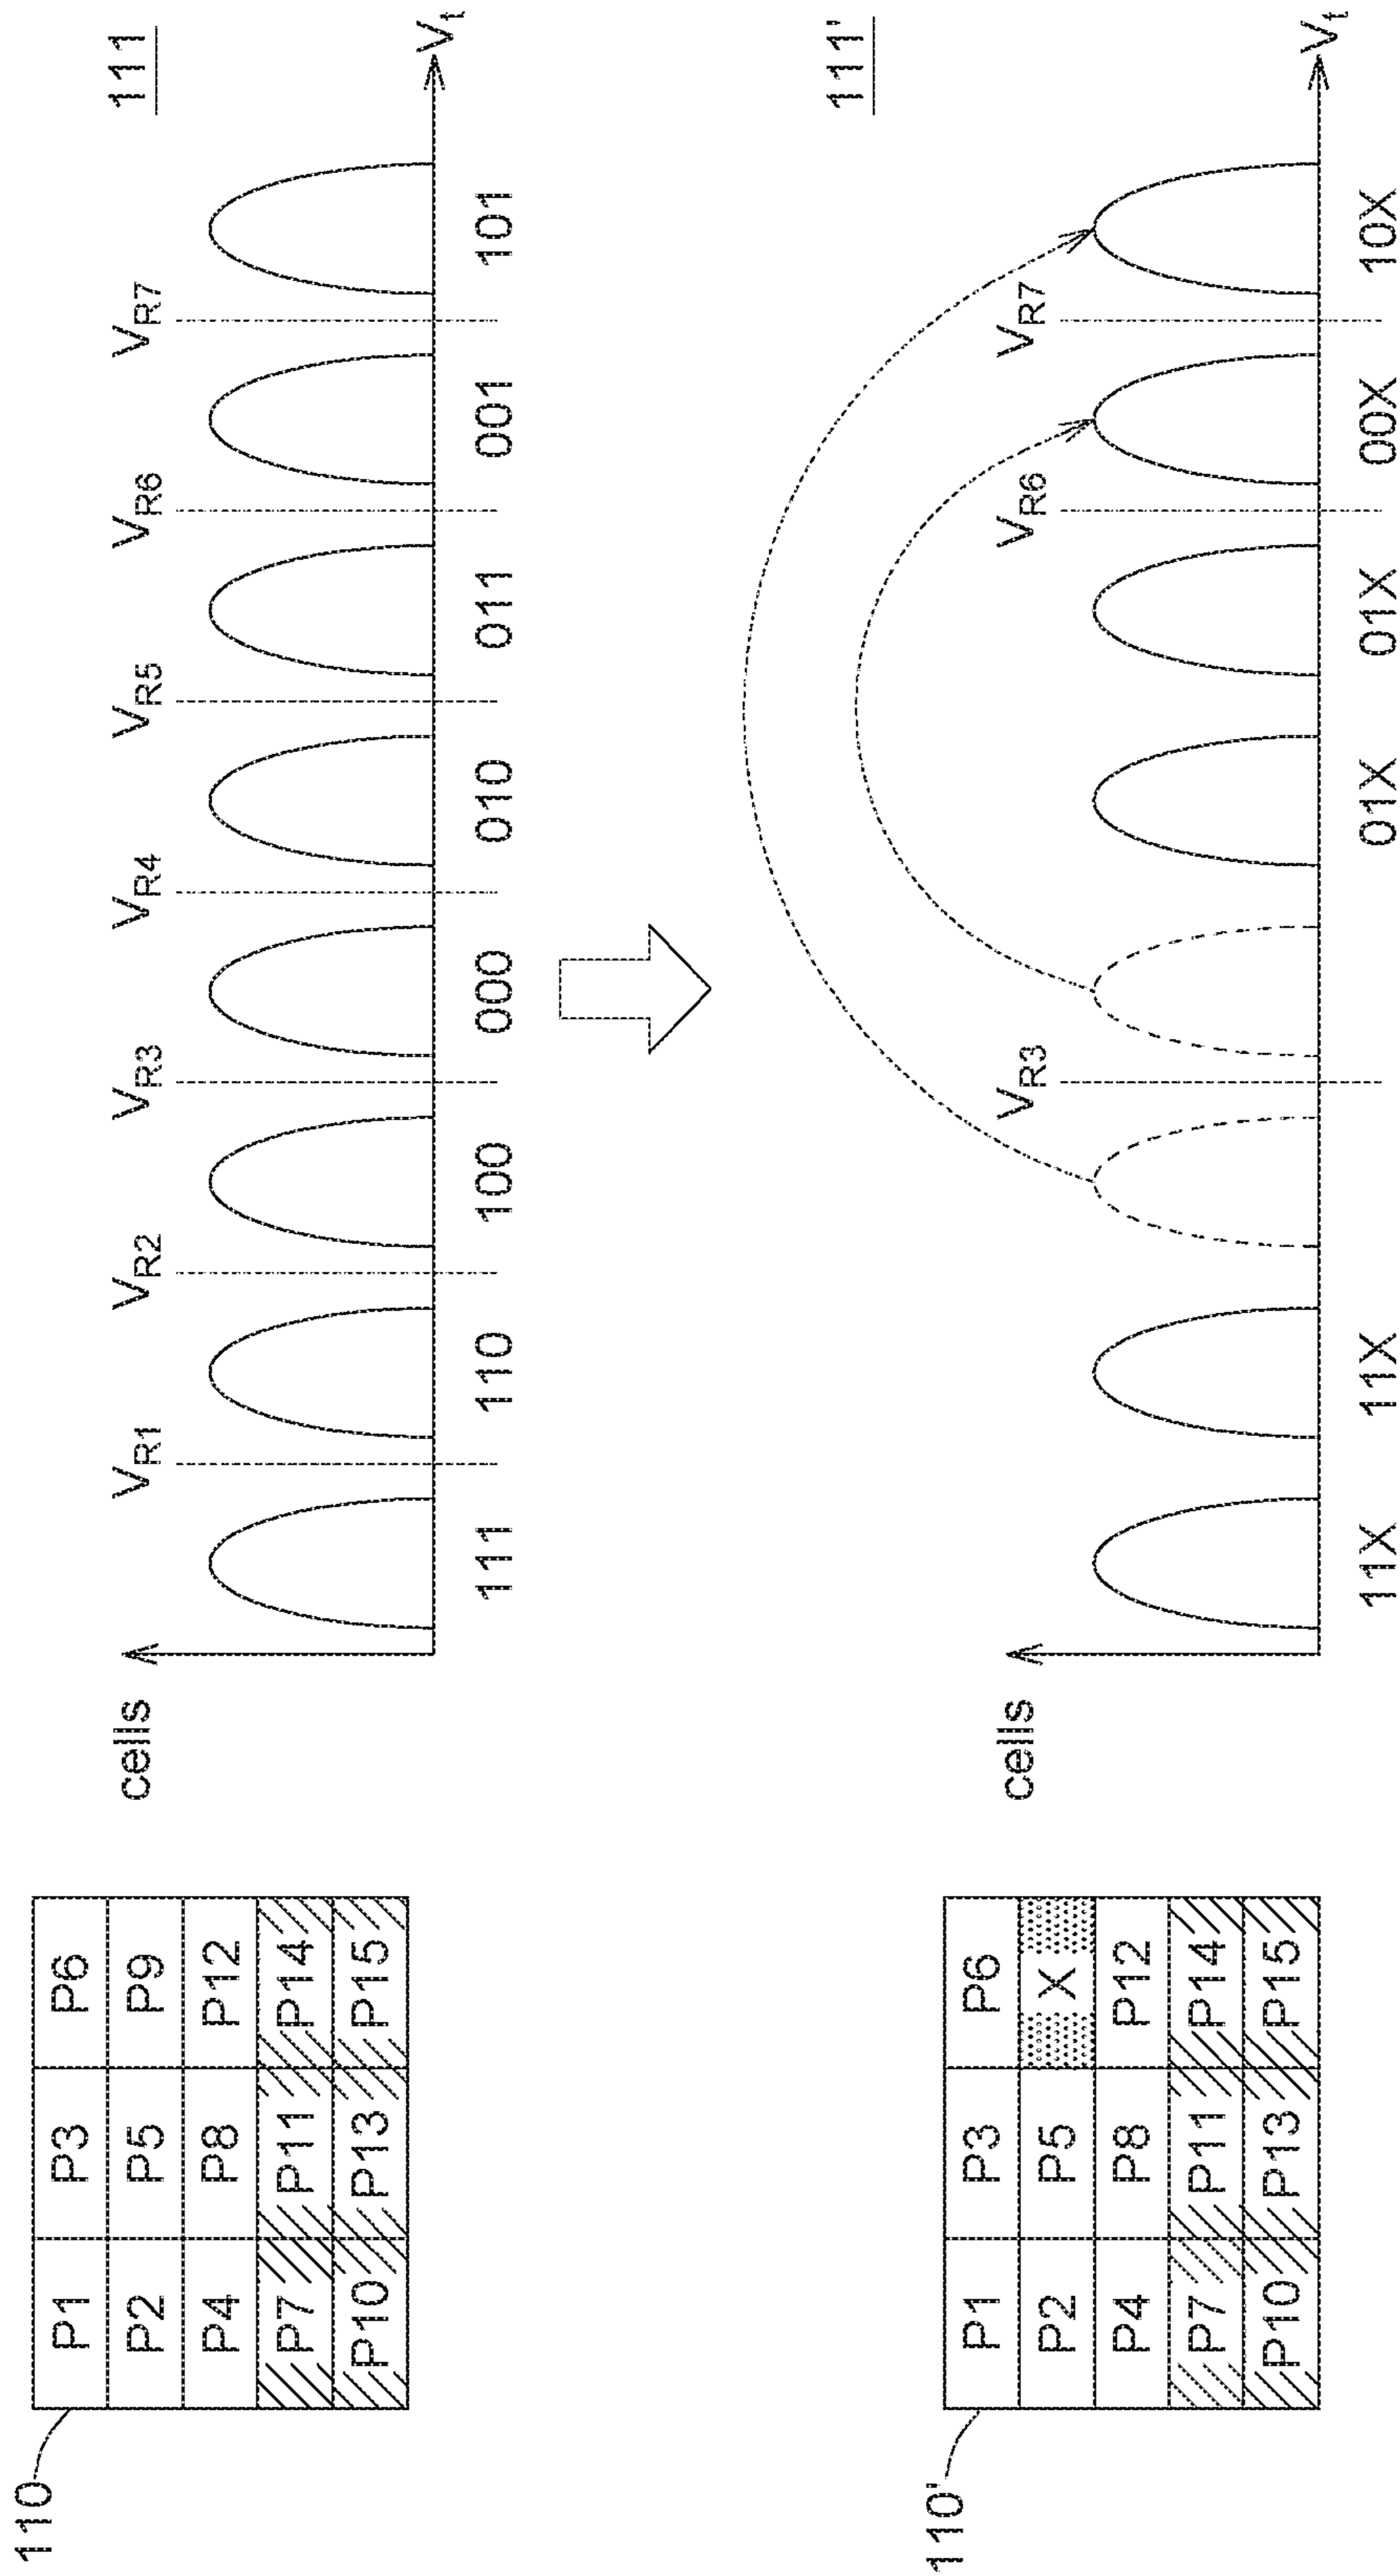 110
P1 P3 P6
P2 P5 P9
P4 P8 P12
P7 P11 P14
P10 P13 P15
111
cells
VR1 VR2 VR3 VR4 VR5 VR6 VR7
Vt
111 110 100 000 010 011 001 101
110'
P1 P3 P6
P2 P5 X
P4 P8 P12
P7 P11 P14
P10 P13 P15
111'
cells
VR3 VR6 VR7
Vt
11X 11X 01X 01X 00X 10X